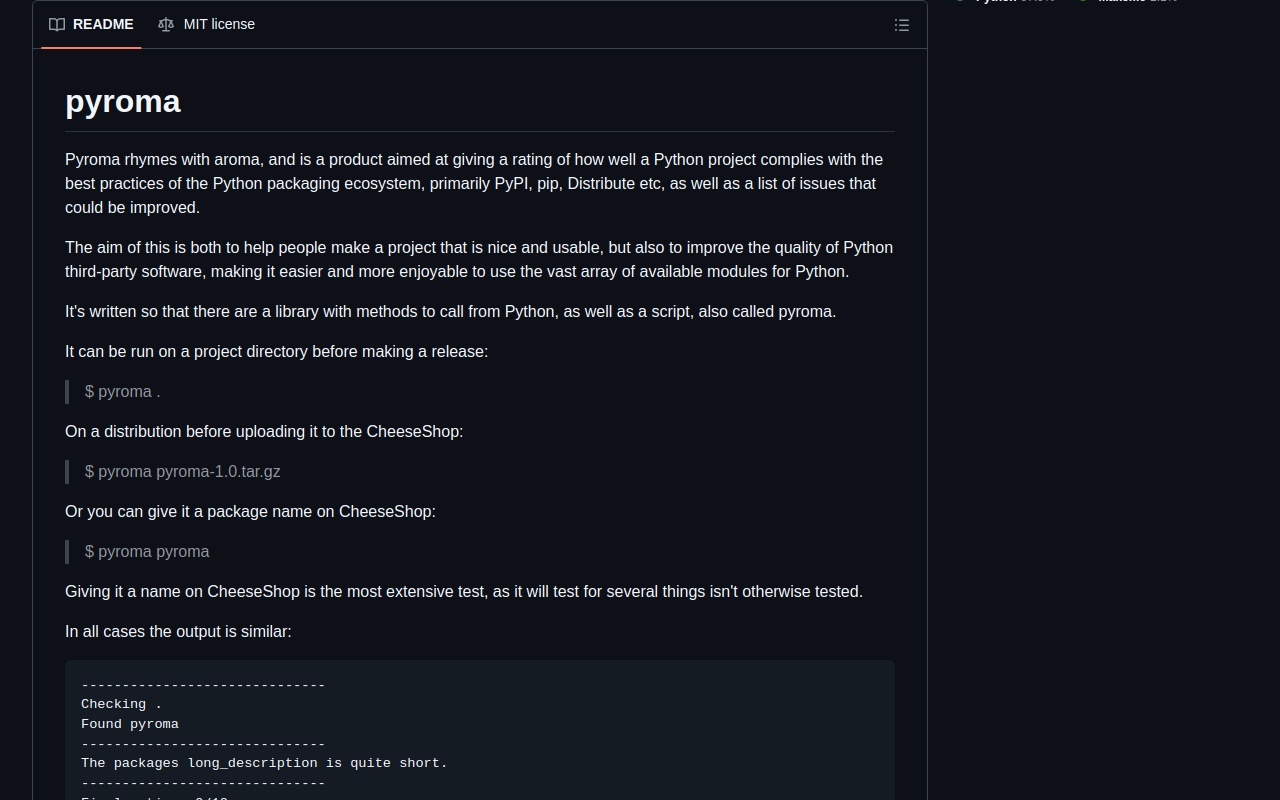 README
MIT license
pyroma
Pyroma rhymes with aroma, and is a product aimed at giving a rating of how well a Python project complies with the
best practices of the Python packaging ecosystem, primarily PyPI, pip, Distribute etc, as well as a list of issues that
could be improved.
The aim of this is both to help people make a project that is nice and usable, but also to improve the quality of Python
third-party software, making it easier and more enjoyable to use the vast array of available modules for Python.
It's written so that there are a library with methods to call from Python, as well as a script, also called pyroma.
It can be run on a project directory before making a release:
$ pyroma .
On a distribution before uploading it to the CheeseShop:
$ pyroma pyroma-1.0.tar.gz
Or you can give it a package name on CheeseShop:
$ pyroma pyroma
Giving it a name on CheeseShop is the most extensive test, as it will test for several things isn't otherwise tested.
In all cases the output is similar:
------------------------------
Checking .
Found pyroma
------------------------------
The packages long_description is quite short.
------------------------------